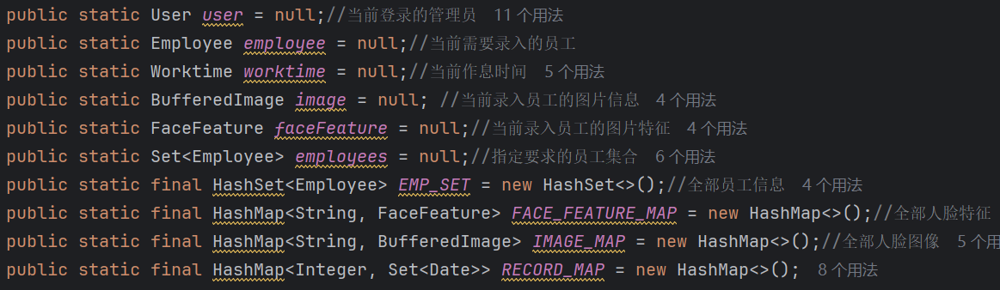 public static User user = null;//当前登录的管理员 11 个用法
public static Employee employee = null;//当前需要录入的员工
public static Worktime worktime = null;//当前作息时间 5 个用法
public static BufferedImage image = null; //当前录入员工的图片信息 4 个用法
public static FaceFeature faceFeature = null;//当前录入员工的图片特征 4 个用法
public static Set<Employee> employees = null;//指定要求的员工集合 6 个用法
public static final HashSet<Employee> EMP_SET = new HashSet<>();//全部员工信息 4 个用法
public static final HashMap<String, FaceFeature> FACE_FEATURE_MAP = new HashMap<>();//全部人脸特征
public static final HashMap<String, BufferedImage> IMAGE_MAP = new HashMap<>();//全部人脸图像 5 个用
public static final HashMap<Integer, Set<Date>> RECORD_MAP = new HashMap<>(); 8 个用法